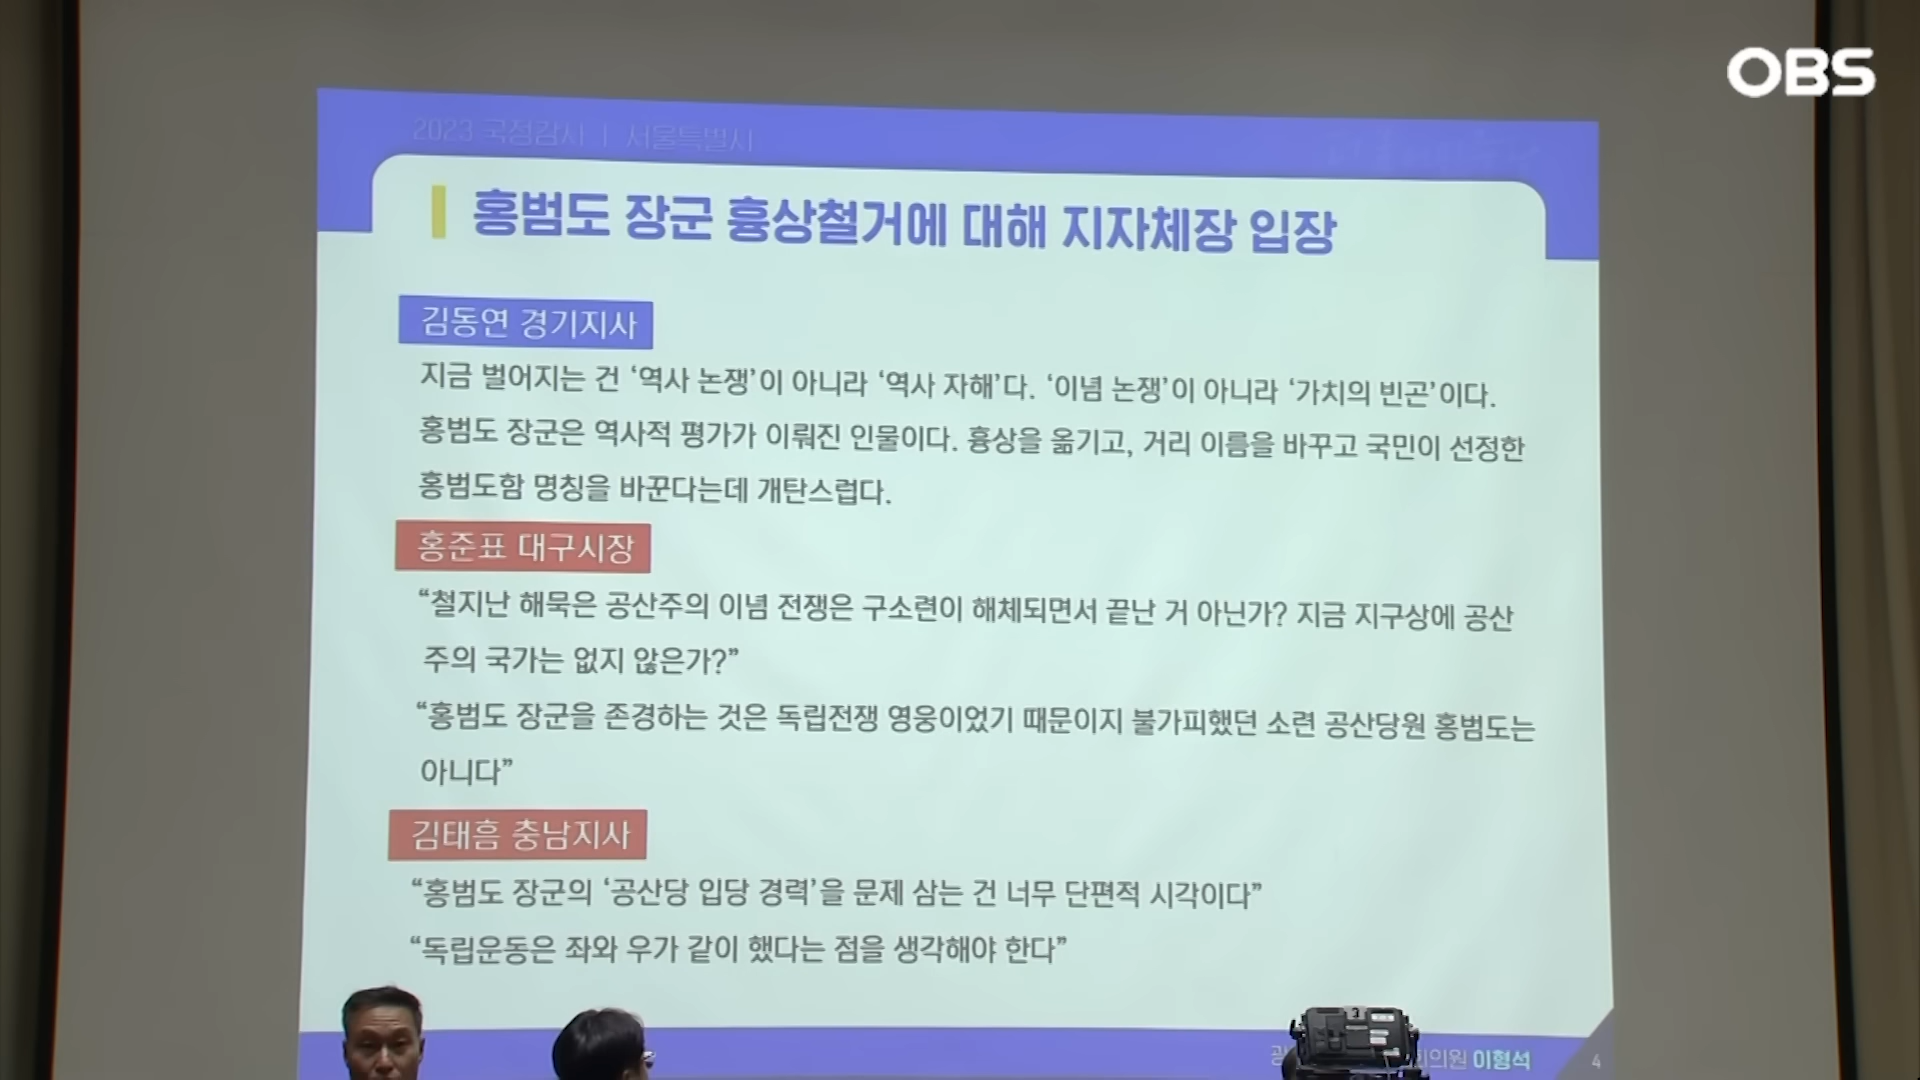 OBS
2023 국정감사 | 서울특별시
홍범도 장군 흉상철거에 대해 지자체장 입장
김동연 경기지사
지금 벌어지는 건 ‘역사 논쟁’이 아니라 ‘역사 자해’다. ‘이념 논쟁’이 아니라 ‘가치의 빈곤’이다.
홍범도 장군은 역사적 평가가 이뤄진 인물이다. 흉상을 옮기고, 거리 이름을 바꾸고 국민이 선정한
홍범도함 명칭을 바꾼다는데 개탄스럽다.
홍준표 대구시장
“철지난 해묵은 공산주의 이념 전쟁은 구소련이 해체되면서 끝난 거 아닌가? 지금 지구상에 공산
주의 국가는 없지 않은가?”
“홍범도 장군을 존경하는 것은 독립전쟁 영웅이었기 때문이지 불가피했던 소련 공산당원 홍범도는
아니다”
김태흠 충남지사
“홍범도 장군의 ‘공산당 입당 경력’을 문제 삼는 건 너무 단편적 시각이다”
“독립운동은 좌와 우가 같이 했다는 점을 생각해야 한다”
이형석
4
3